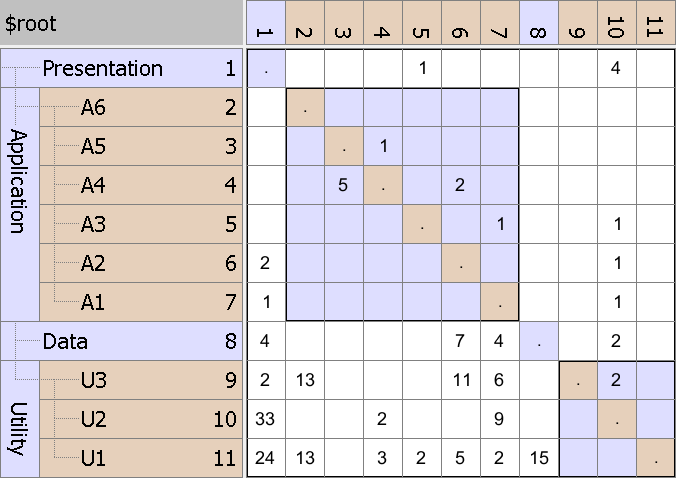 $root 1 2 3 4 5 6 7 8 9 10 11
Presentation 1 . 1 4
Application
A6 2 .
A5 3 . 1
A4 4 5 . 2
A3 5 . 1 1
A2 6 2 . 1
A1 7 1 . 1
Data 8 4 7 4 . 2
Utility
U3 9 2 13 11 6 . 2
U2 10 33 2 9 .
U1 11 24 13 3 2 5 2 15 .